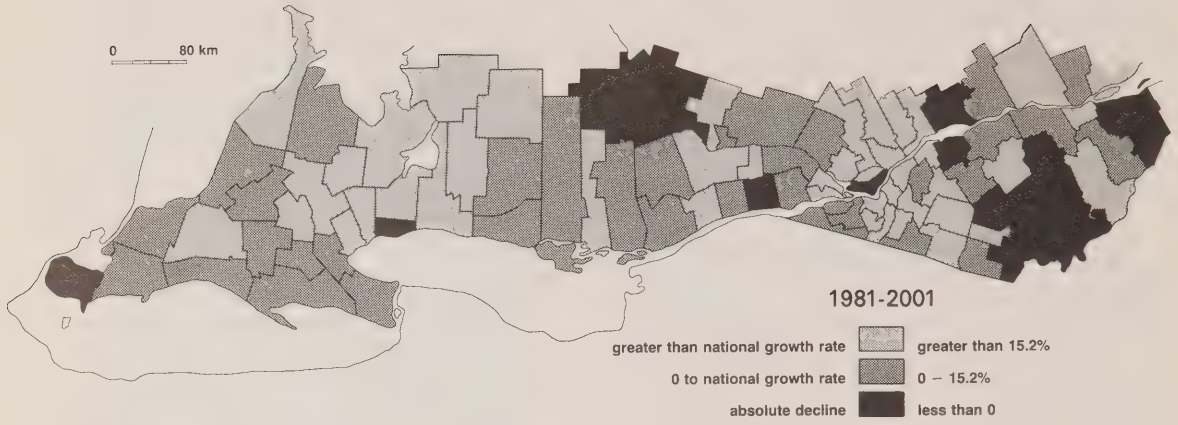 0 80 km
1981-2001
greater than national growth rate greater than 15.2%
0 to national growth rate 0 – 15.2%
absolute decline less than 0